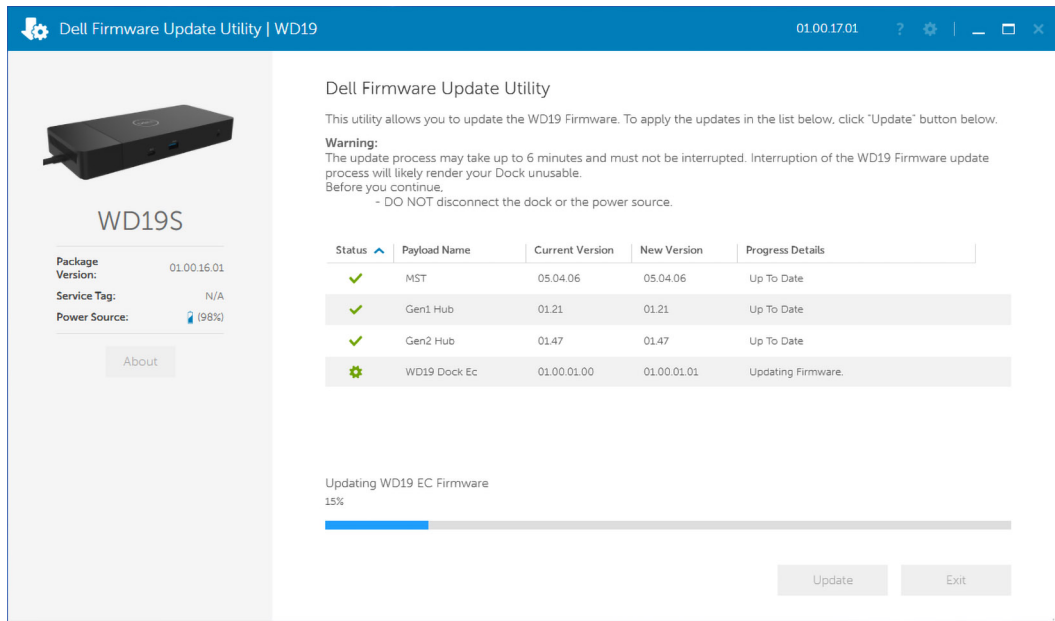 Dell Firmware Update Utility | WD19
01.00.17.01
?
Dell Firmware Update Utility
This utility allows you to update the WD19 Firmware. To apply the updates in the list below, click "Update" button below.
Warning:
The update process may take up to 6 minutes and must not be interrupted. Interruption of the WD19 Firmware update
process will likely render your Dock unusable.
Before you continue,
- DO NOT disconnect the dock or the power source.
WD19S
Package Version: 01.00.16.01
Service Tag: N/A
Power Source: (98%)
About
Status Payload Name Current Version New Version Progress Details
MST 05.04.06 05.04.06 Up To Date
Gen1 Hub 01.21 01.21 Up To Date
Gen2 Hub 01.47 01.47 Up To Date
WD19 Dock Ec 01.00.01.00 01.00.01.01 Updating Firmware.
Updating WD19 EC Firmware
15%
Update Exit